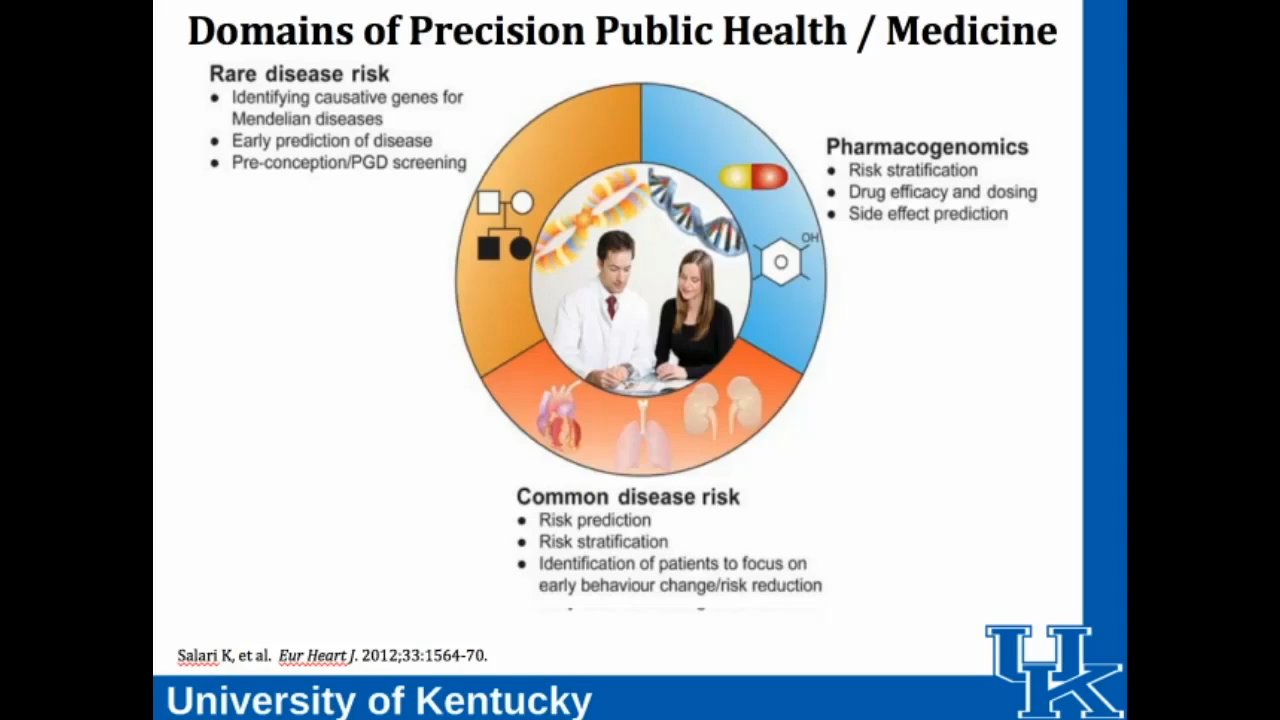 Domains of Precision Public Health / Medicine
Rare disease risk
• Identifying causative genes for
Mendelian diseases
• Early prediction of disease
• Pre-conception/PGD screening
Pharmacogenomics
• Risk stratification
• Drug efficacy and dosing
• Side effect prediction
OH
Common disease risk
• Risk prediction
• Risk stratification
• Identification of patients to focus on
early behaviour change/risk reduction
Salari K, et al. Eur Heart J. 2012;33:1564-70.
University of Kentucky
UK